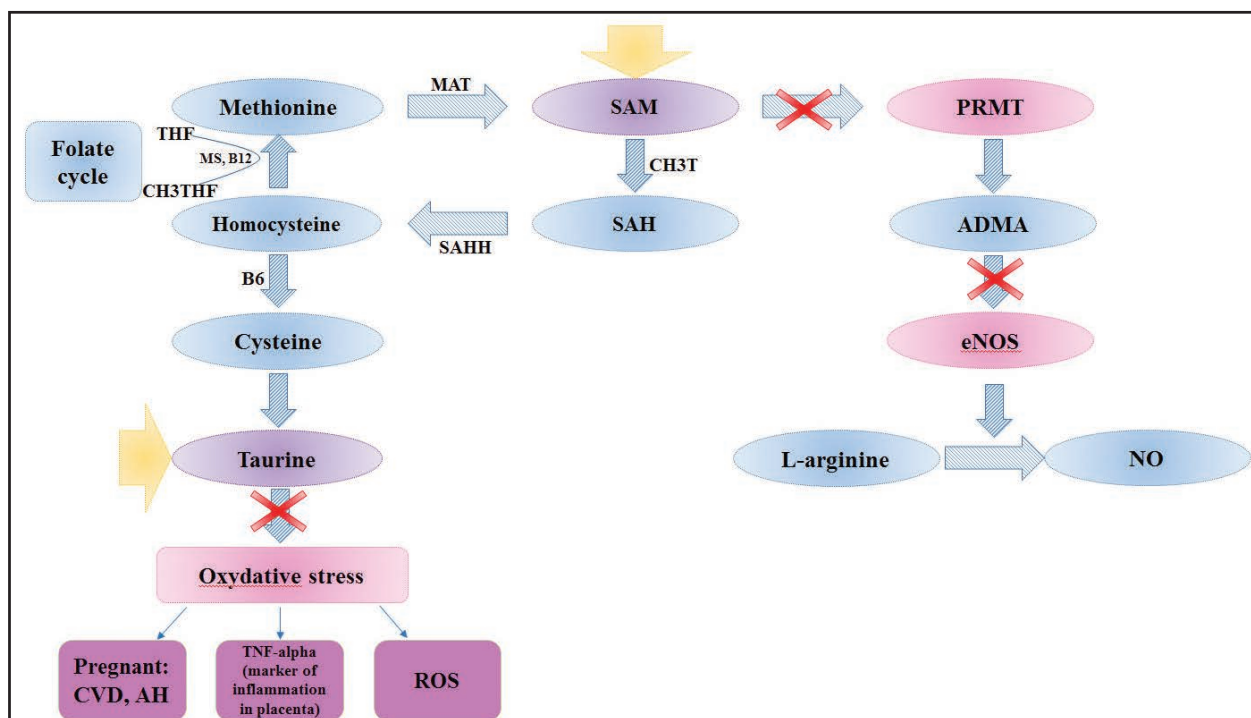 Methionine
MAT
SAM
PRMT
Folate
cycle
THF
MS, B12
CH3THF
CH3T
Homocysteine
SAHH
SAH
ADMA
B6
Cysteine
eNOS
Taurine
L-arginine
NO
Oxydative stress
Pregnant:
CVD, AH
TNF-alpha
(marker of
inflammation
in placenta)
ROS